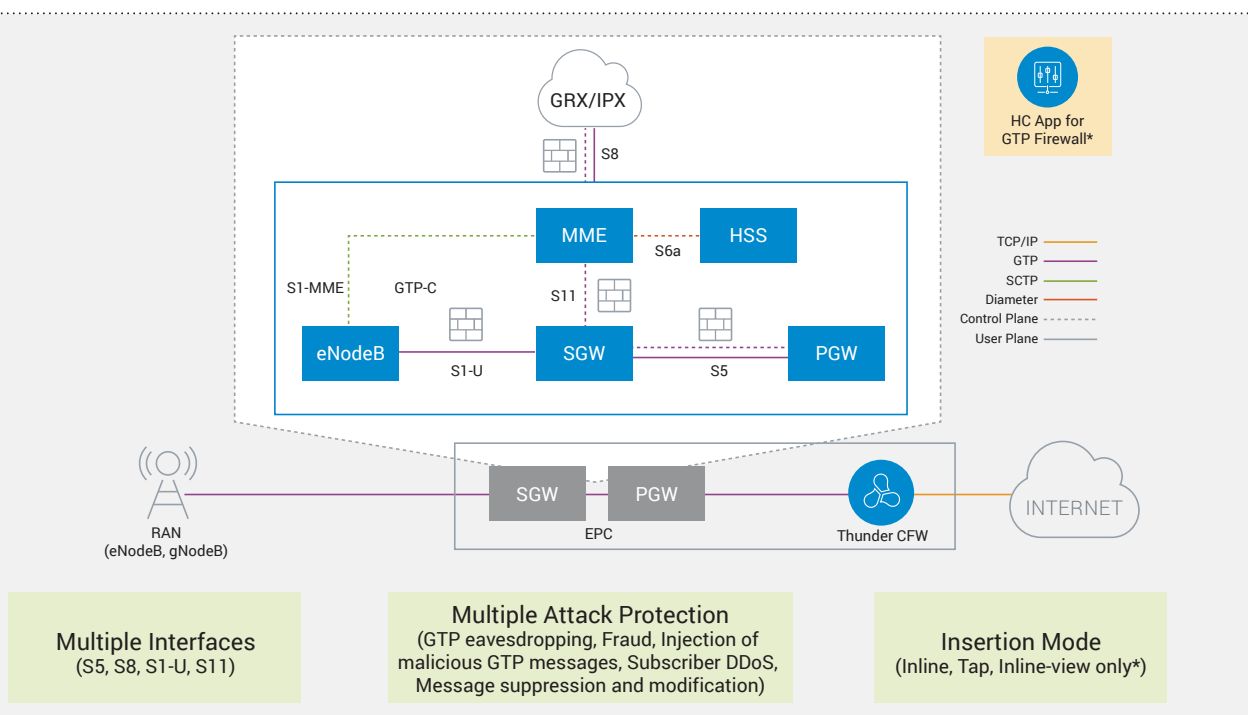 GRX/IPX
S8
HC App for
GTP Firewall*
MME
HSS
S6a
S1-MME
GTP-C
S11
eNodeB
SGW
PGW
S1-U
S5
TCP/IP
GTP
SCTP
Diameter
Control Plane
User Plane
SGW
PGW
INTERNET
RAN
(eNodeB, gNodeB)
EPC
Thunder CFW
Multiple Interfaces
(S5, S8, S1-U, S11)
Multiple Attack Protection
(GTP eavesdropping, Fraud, Injection of
malicious GTP messages, Subscriber DDoS,
Message suppression and modification)
Insertion Mode
(Inline, Tap, Inline-view only*)